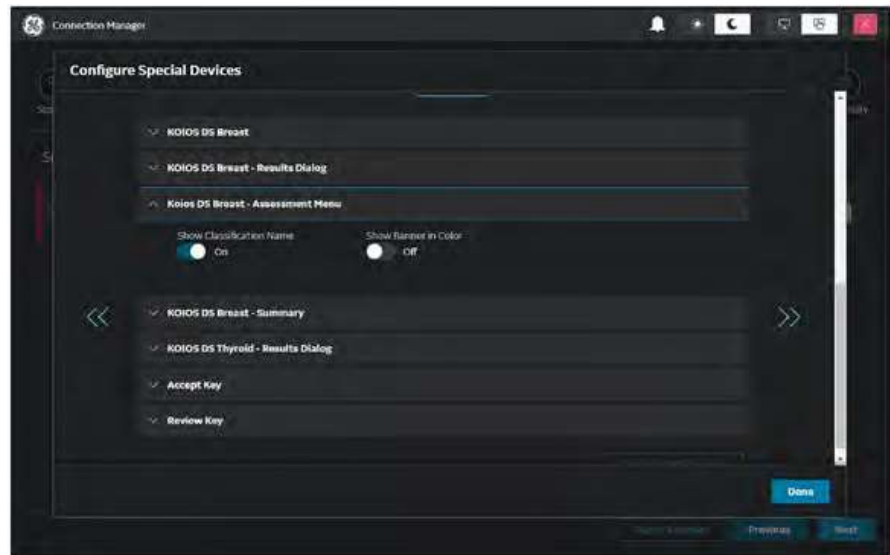 Connection Manager
Configure Special Devices
KOIOS DS Breast
KOIOS DS Breast - Results Dialog
Koios DS Breast - Assessment Menu
Show Classification Name
Show Banner in Color
On
Off
KOIOS DS Breast - Summary
KOIOS DS Thyroid - Results Dialog
Accept Key
Review Key
Done
Previous
Next